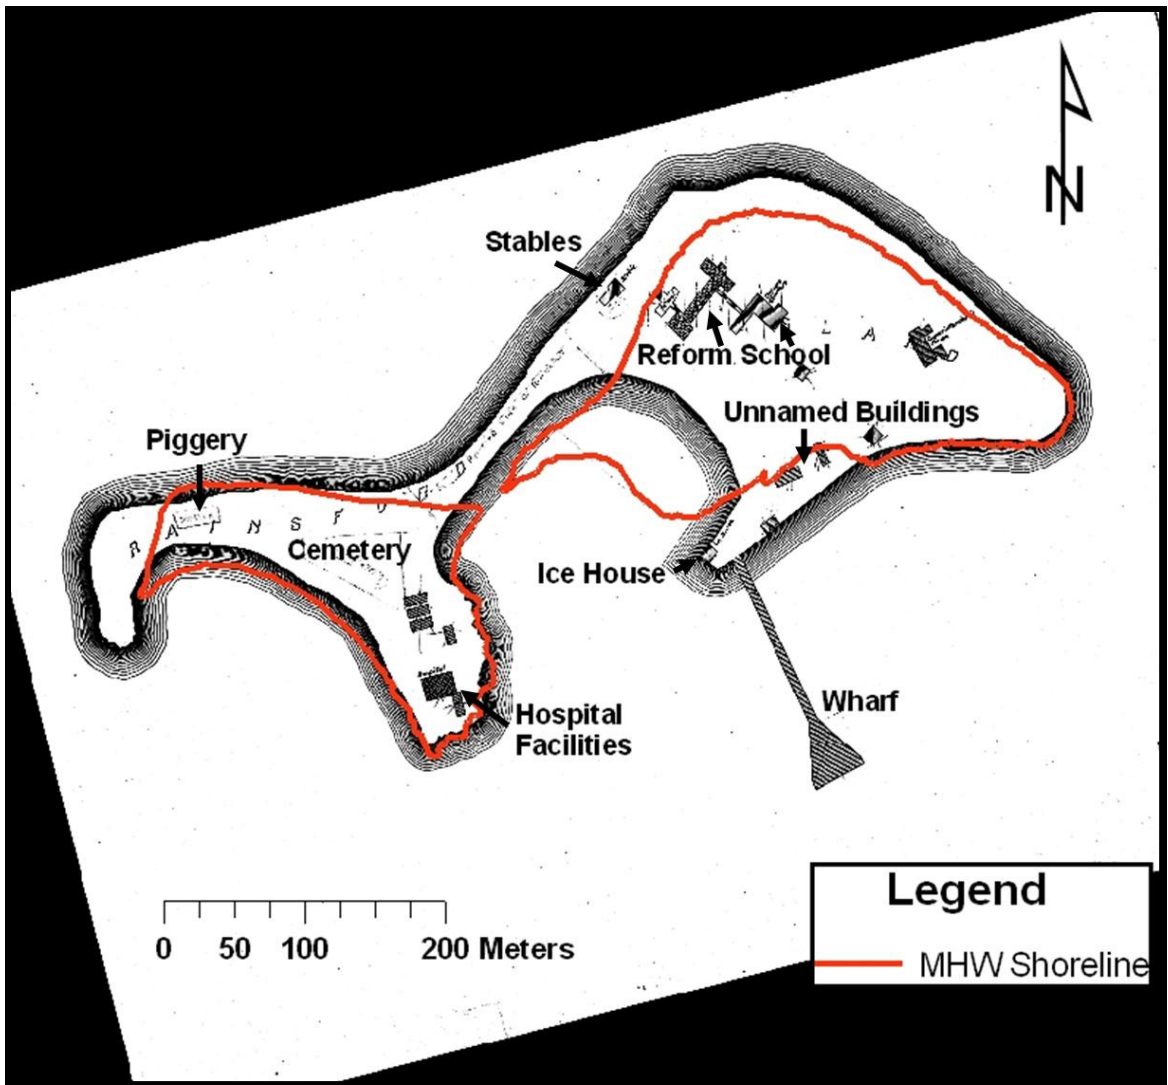 N
Stables
Reform School
L A
Unnamed Buildings
Piggery
R A I N S F O R D
Cemetery
Ice House
Wharf
Hospital
Hospital
Facilities
0 50 100 200 Meters
Legend
MHW Shoreline